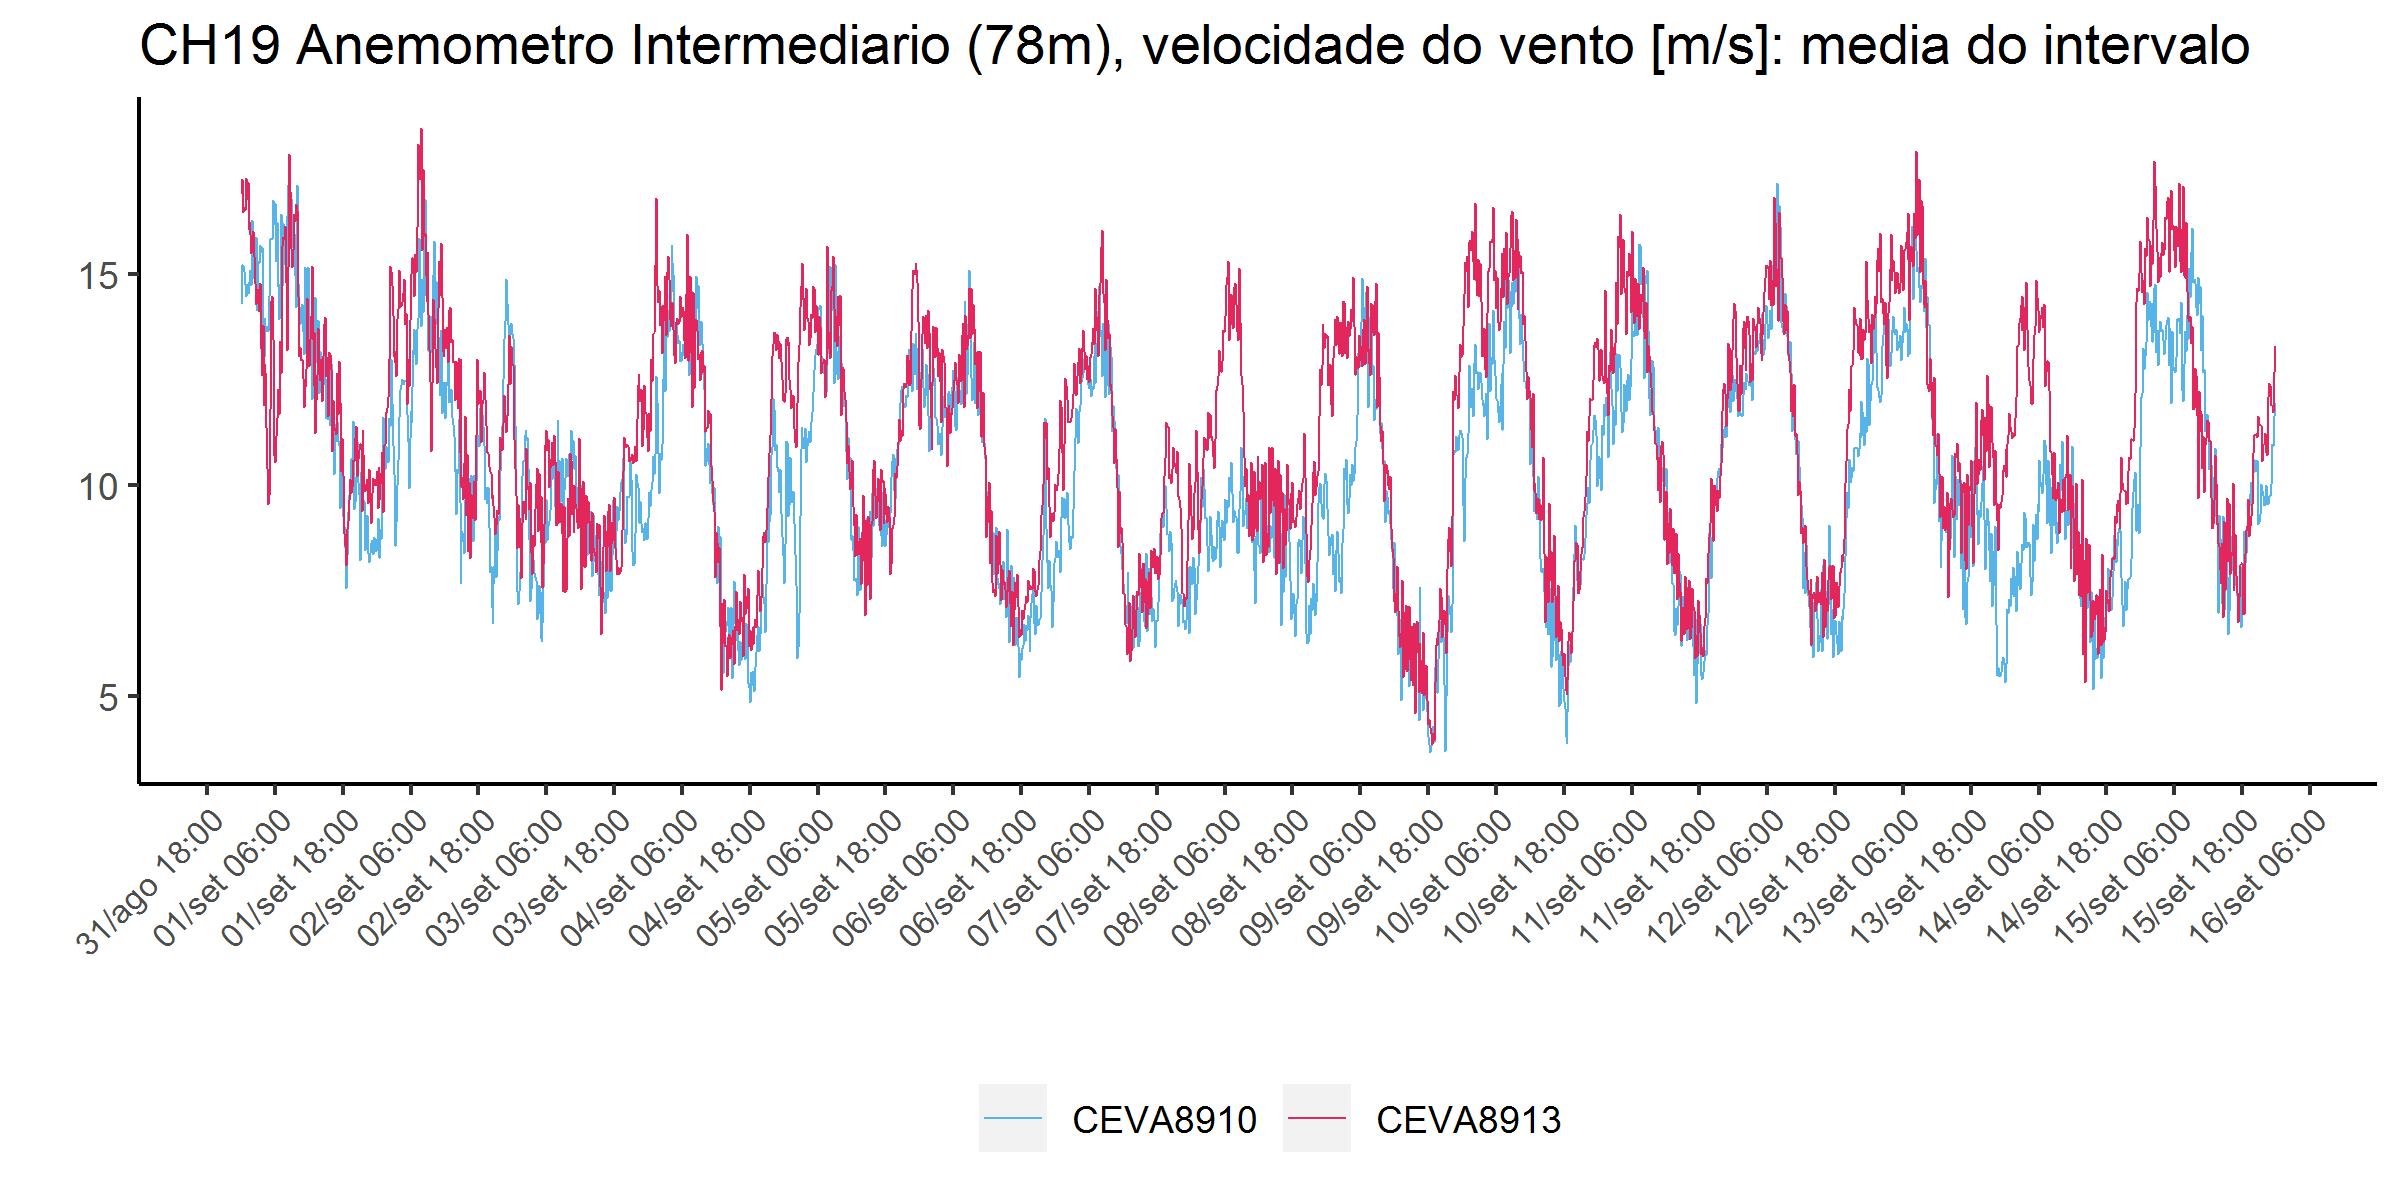 CH19 Anemometro Intermediario (78m), velocidade do vento [m/s]: media do intervalo
15
10
5
31/ago 18:00
01/set 06:00
01/set 18:00
02/set 06:00
02/set 18:00
03/set 06:00
03/set 18:00
04/set 06:00
04/set 18:00
05/set 06:00
05/set 18:00
06/set 06:00
06/set 18:00
07/set 06:00
07/set 18:00
08/set 06:00
08/set 18:00
09/set 06:00
09/set 18:00
10/set 06:00
10/set 18:00
11/set 06:00
11/set 18:00
12/set 06:00
12/set 18:00
13/set 06:00
13/set 18:00
14/set 06:00
14/set 18:00
15/set 06:00
15/set 18:00
16/set 06:00
CEVA8910
CEVA8913